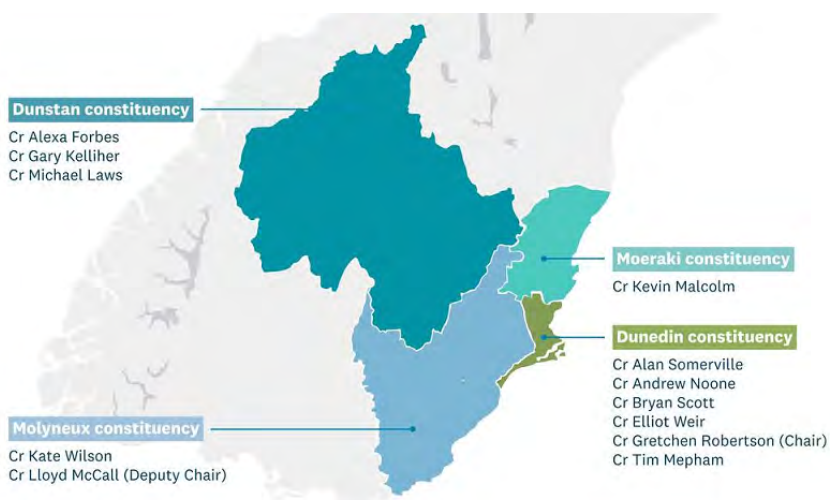 Dunstan constituency
Cr Alexa Forbes
Cr Gary Kelliher
Cr Michael Laws
Moeraki constituency
Cr Kevin Malcolm
Dunedin constituency
Cr Alan Somerville
Cr Andrew Noone
Cr Bryan Scott
Cr Elliot Weir
Cr Gretchen Robertson (Chair)
Cr Tim Mepham
Molyneux constituency
Cr Kate Wilson
Cr Lloyd McCall (Deputy Chair)